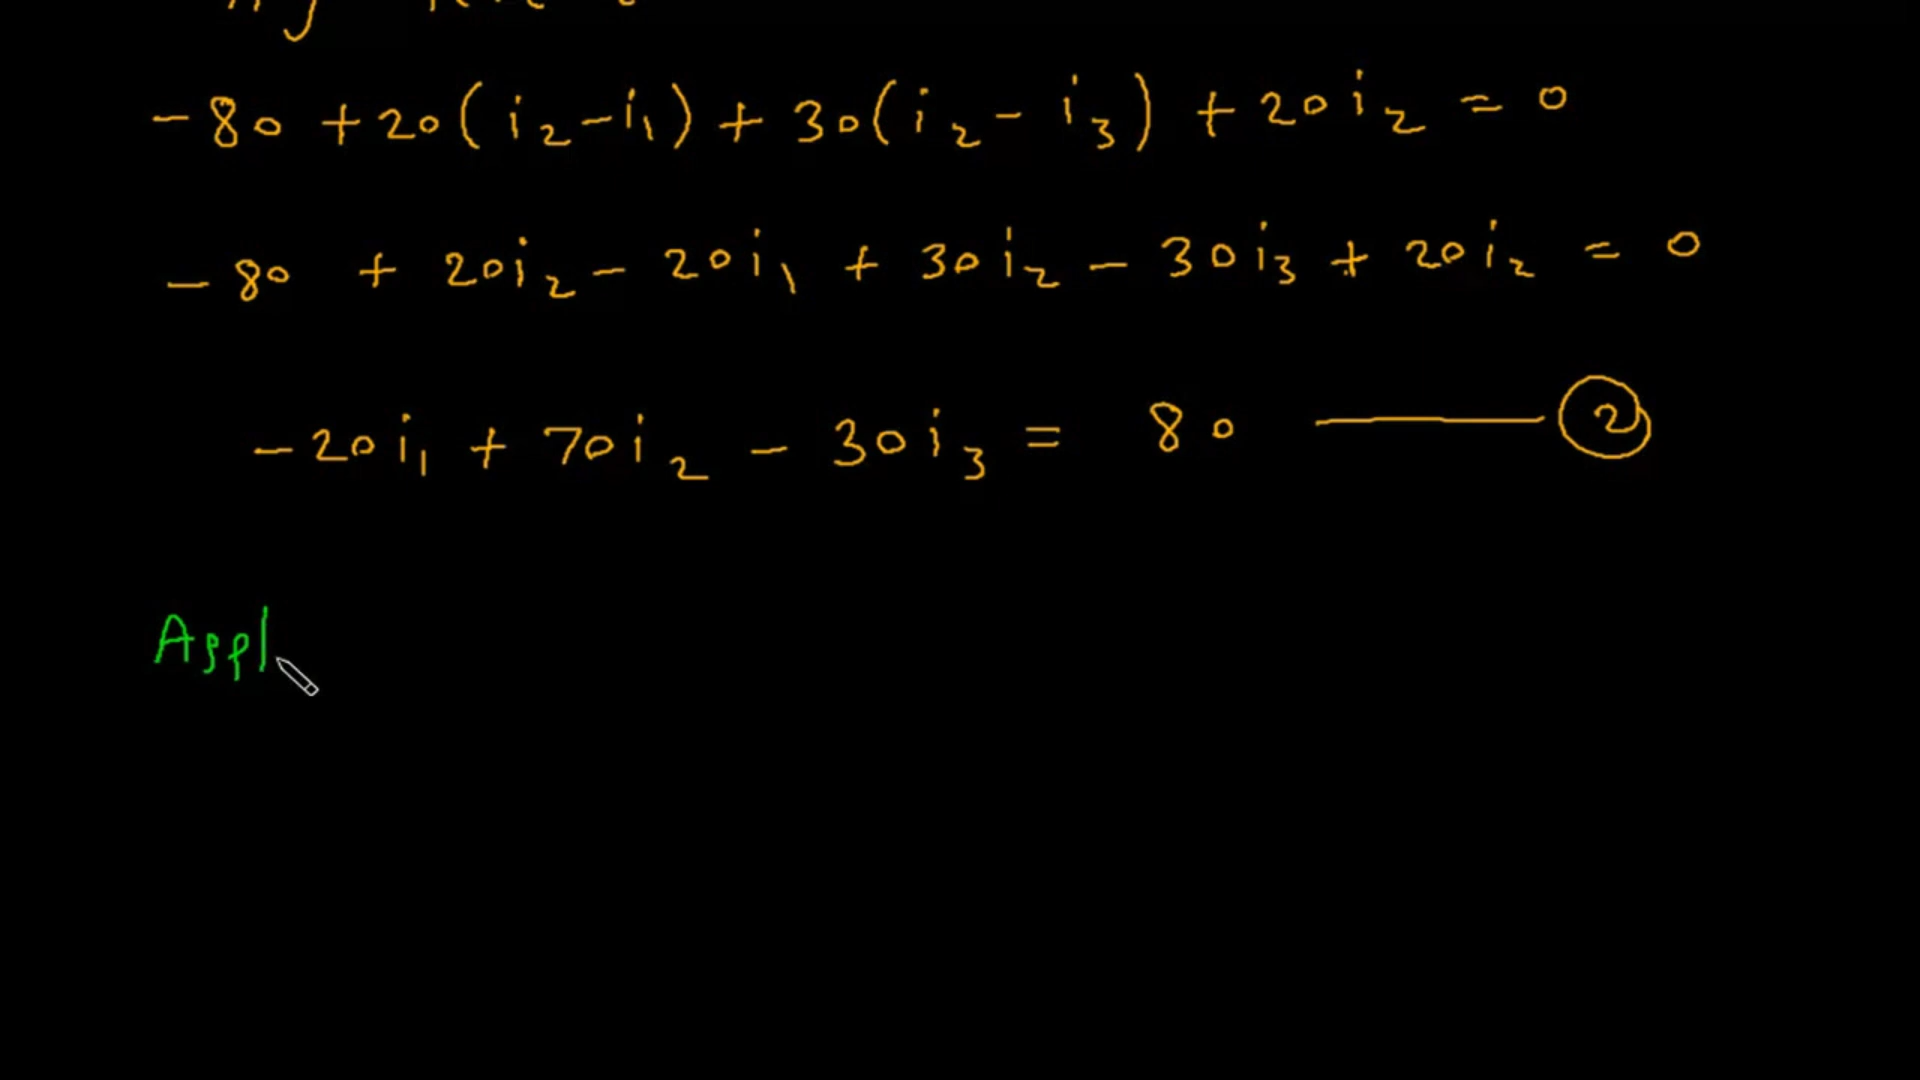 -80 + 20(i₂ - i₁) + 30(i₂ - i₃) + 20i₂ = 0
-80 + 20i₂ - 20i₁ + 30i₂ - 30i₃ + 20i₂ = 0
-20i₁ + 70i₂ - 30i₃ = 80 —— ②
Appl